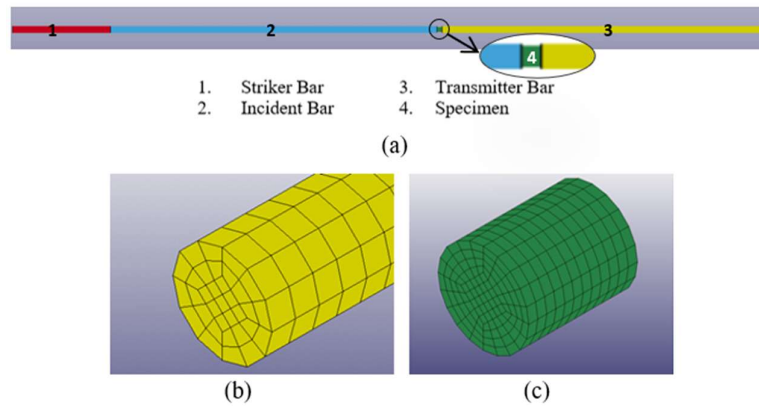 1 2 3
4
1. Striker Bar 3. Transmitter Bar
2. Incident Bar 4. Specimen
(a)
(b) (c)